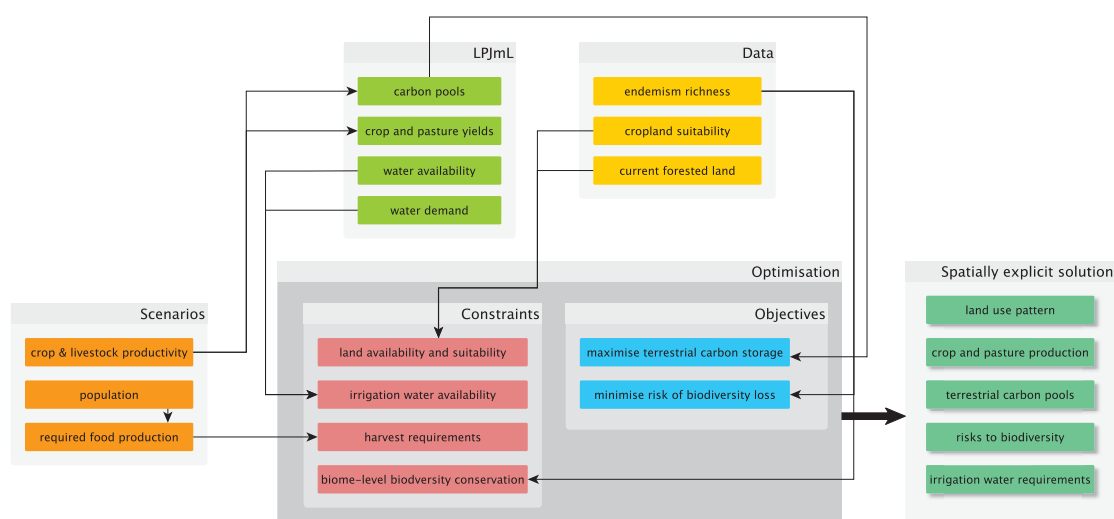 LPJmL
carbon pools
crop and pasture yields
water availability
water demand
Data
endemism richness
cropland suitability
current forested land
Scenarios
crop & livestock productivity
population
required food production
Optimisation
Constraints
land availability and suitability
irrigation water availability
harvest requirements
biome-level biodversity conservation
Objectives
maximise terrestrial carbon storage
minimise risk of biodiversity loss
Spatially explicit solution
land use pattern
crop and pasture production
terrestrial carbon pools
risks to biodiversity
irrigation water requirements